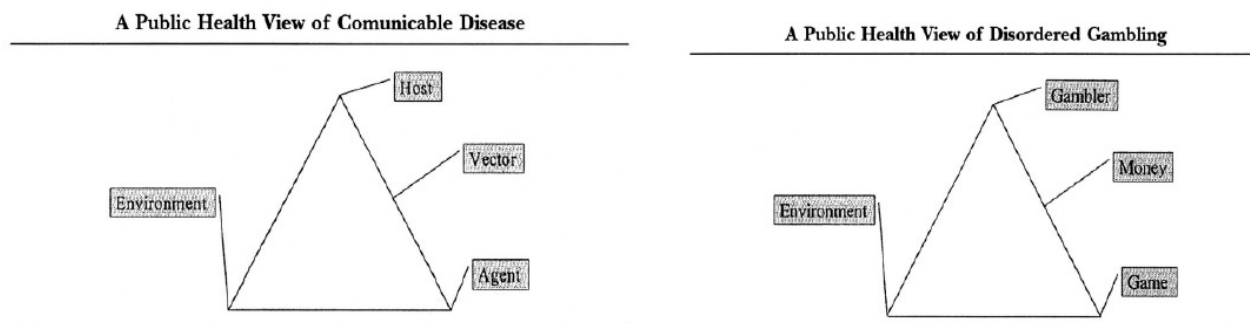 A Public Health View of Comunicable Disease
Host
Vector
Environment
Agent
A Public Health View of Disordered Gambling
Gambler
Money
Environment
Game